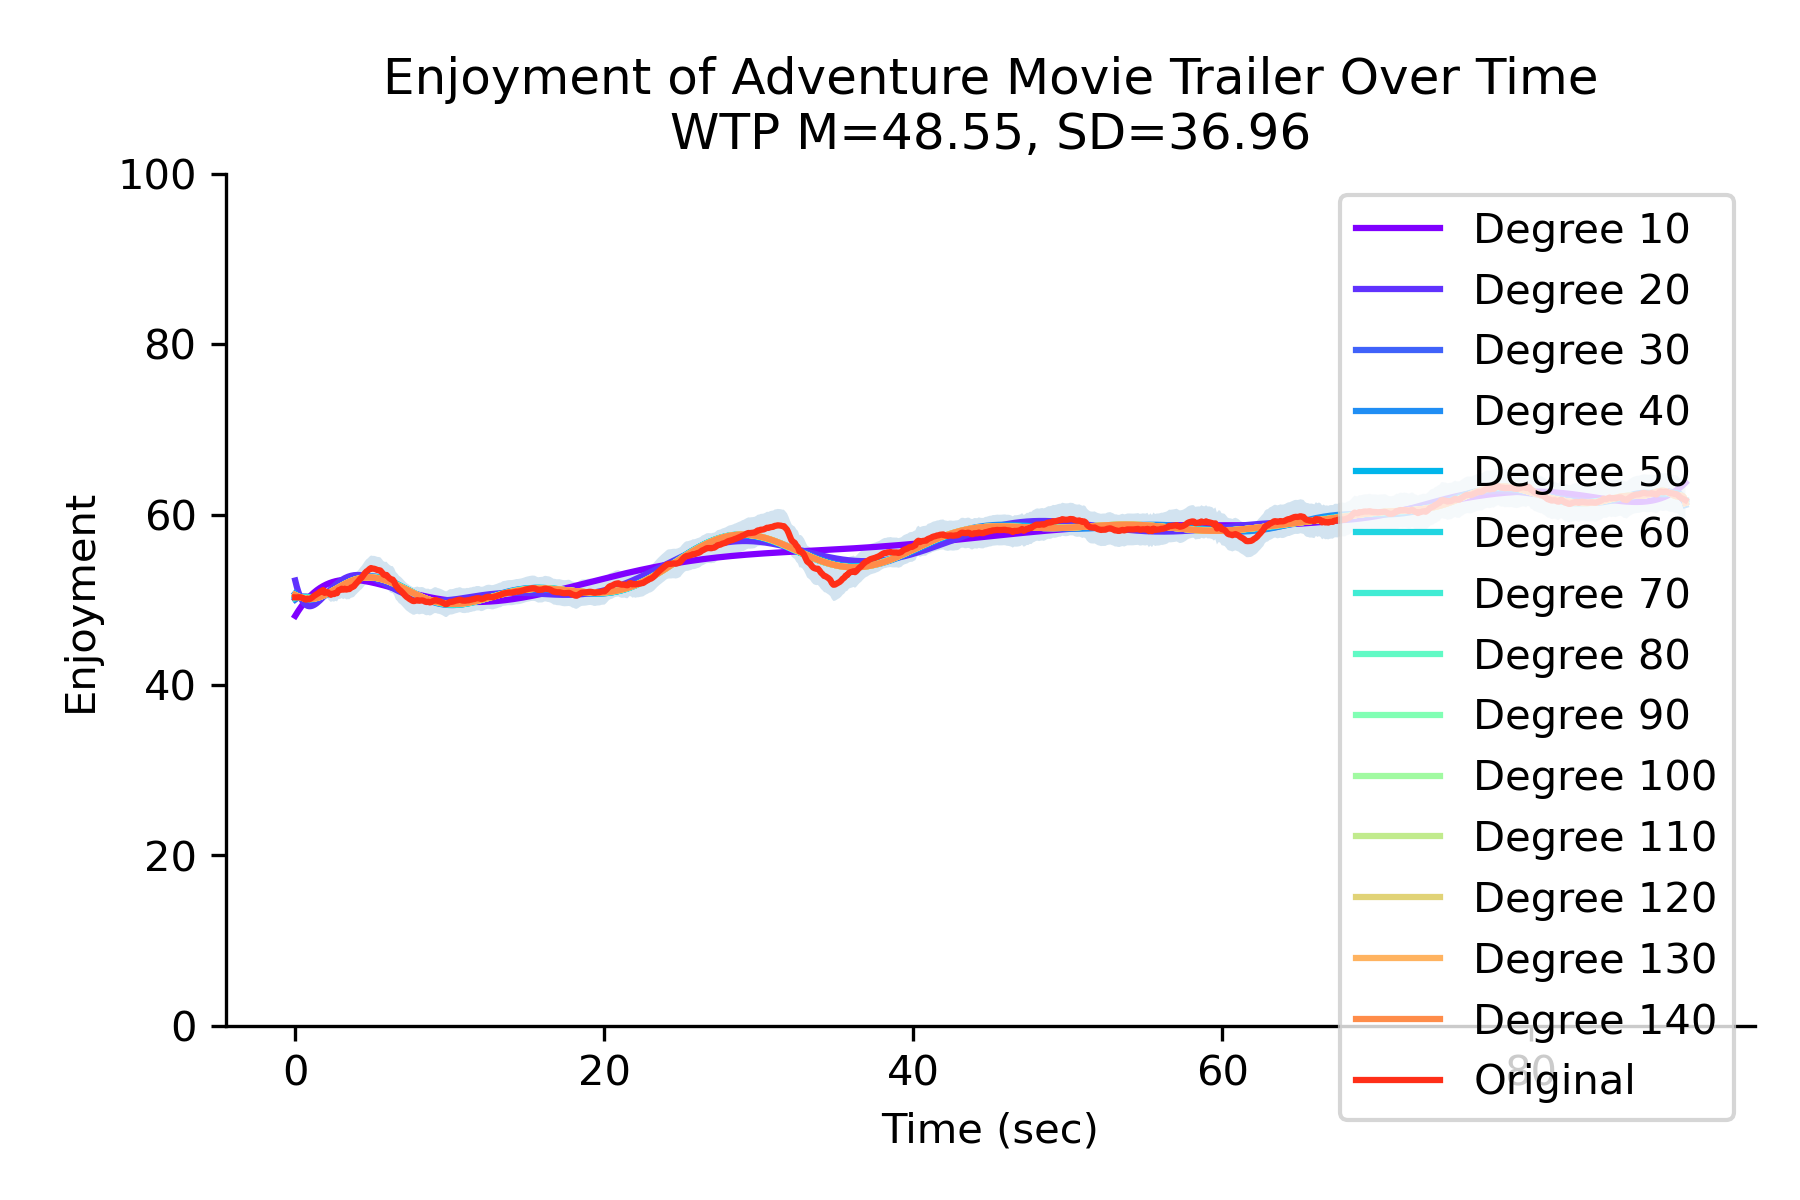 Enjoyment of Adventure Movie Trailer Over Time
WTP M=48.55, SD=36.96
100
80
60
40
20
0
Enjoyment
0
20
40
60
80
Time (sec)
Degree 10
Degree 20
Degree 30
Degree 40
Degree 50
Degree 60
Degree 70
Degree 80
Degree 90
Degree 100
Degree 110
Degree 120
Degree 130
Degree 140
Original